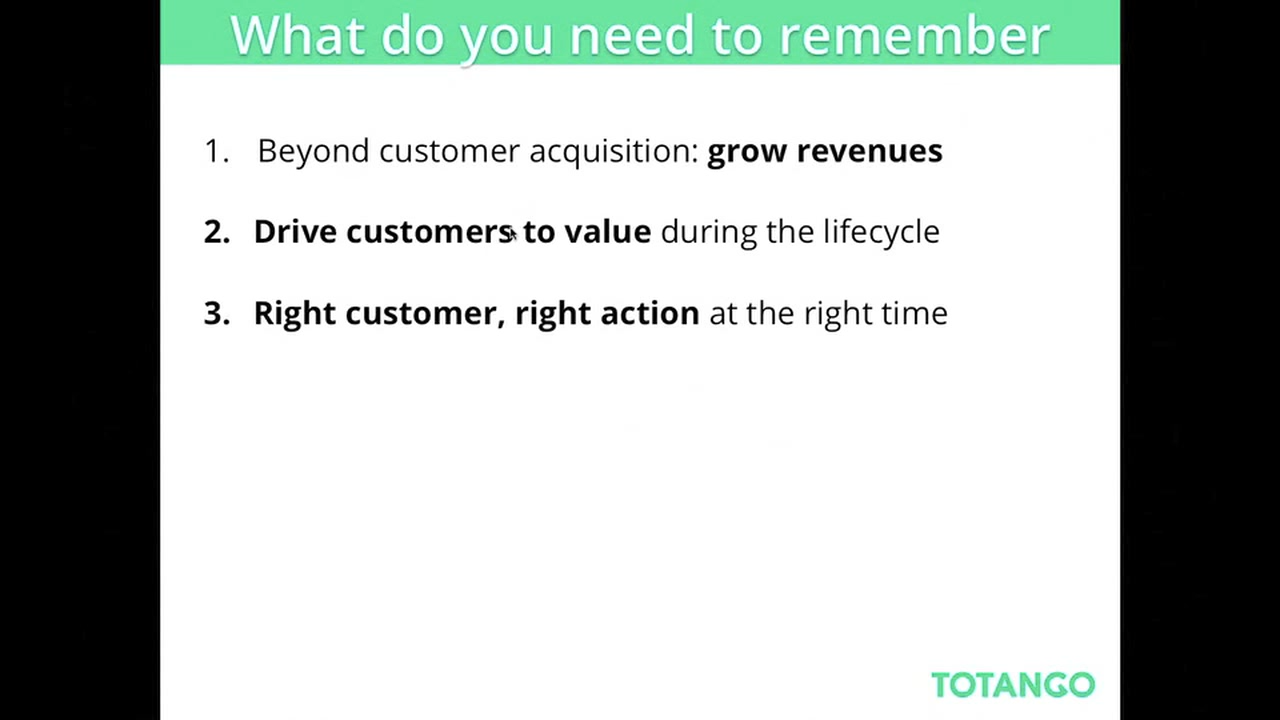 What do you need to remember
1. Beyond customer acquisition: grow revenues
2. Drive customers to value during the lifecycle
3. Right customer, right action at the right time
TOTANGO